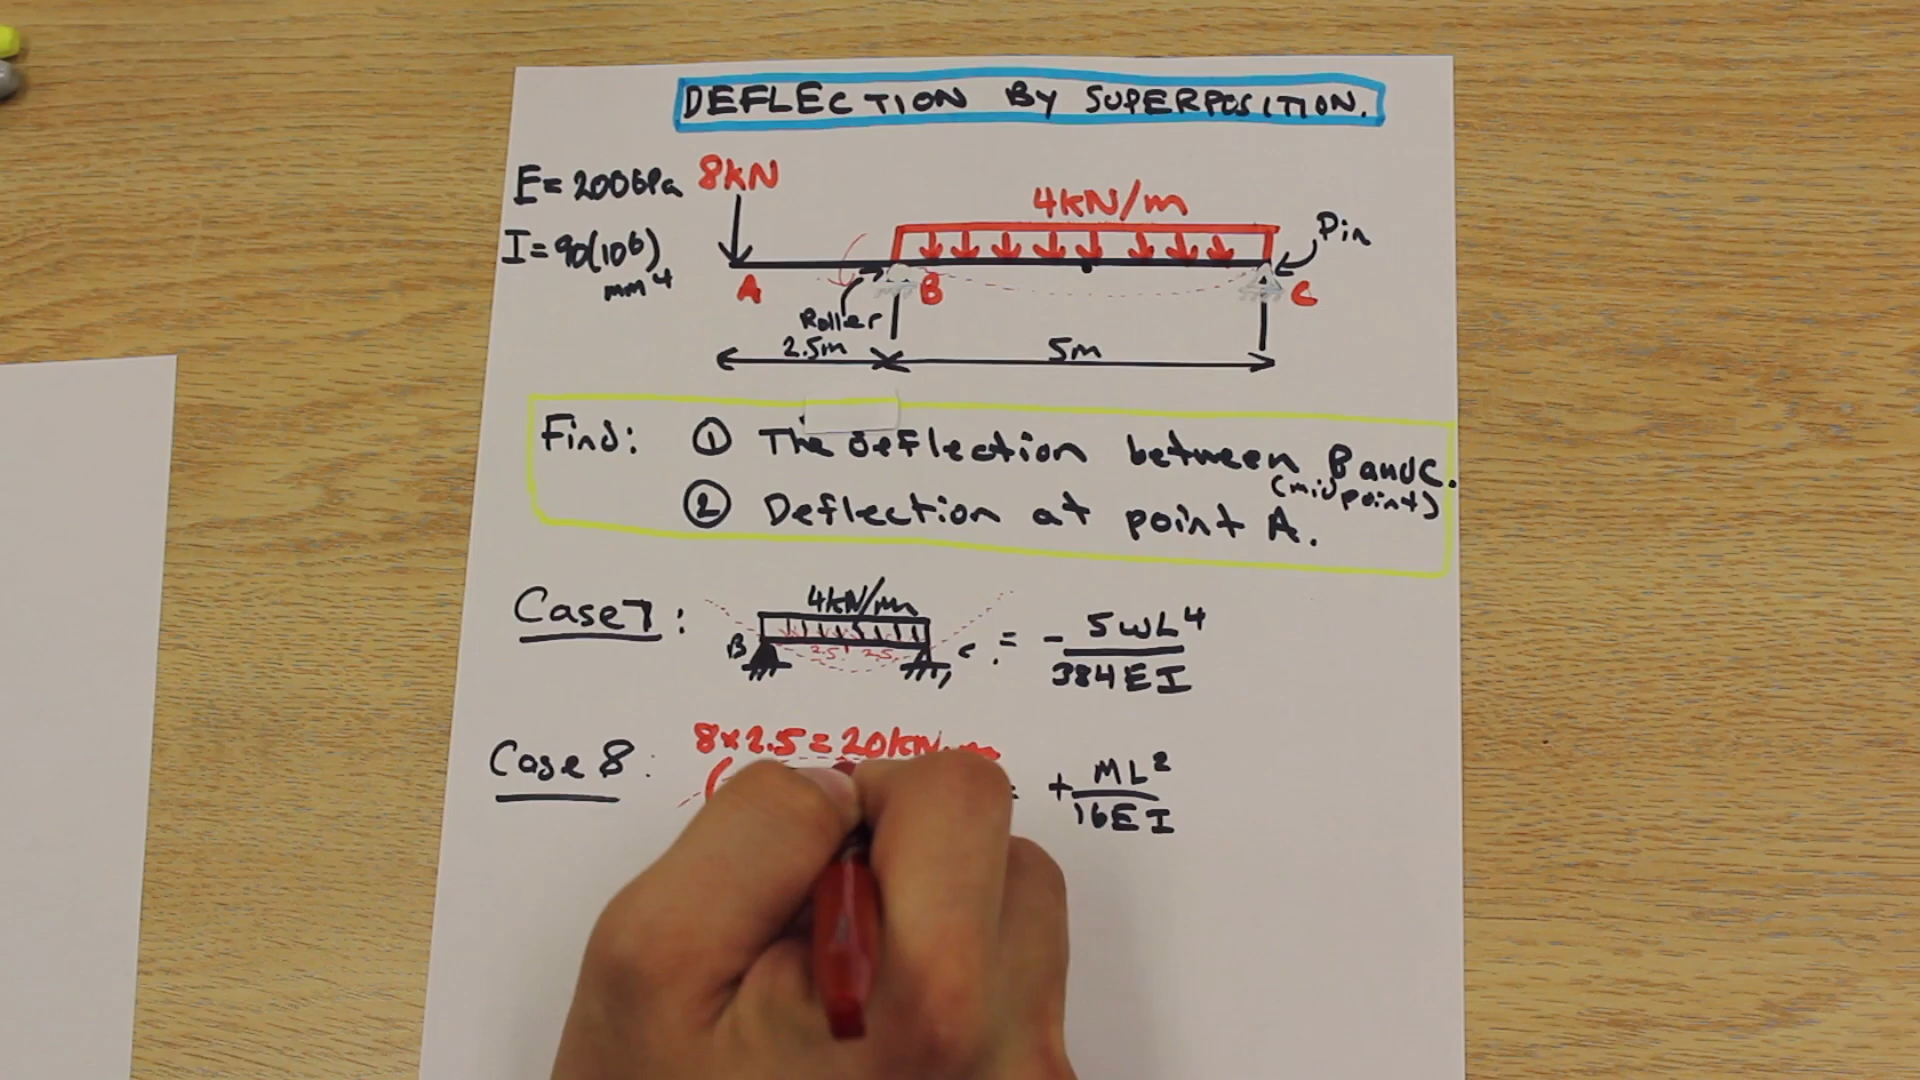 DEFLECTION BY SUPERPOSITION.
E = 200GPa
8kN
4kN/m
Pin
I = 90(10⁶)
mm⁴
A
B
C
Roller
2.5m
5m
Find: ① The deflection between B and C.
(mid point)
② Deflection at point A.
Case 7:
4kN/m
B
2.5
2.5
C
= - 5wL⁴
384EI
Case 8:
8×2.5=20kN.m
= + ML²
16EI